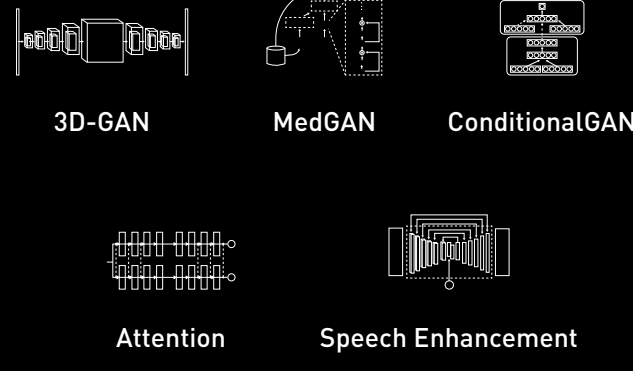 3D-GAN
MedGAN
ConditionalGAN
Attention
Speech Enhancement